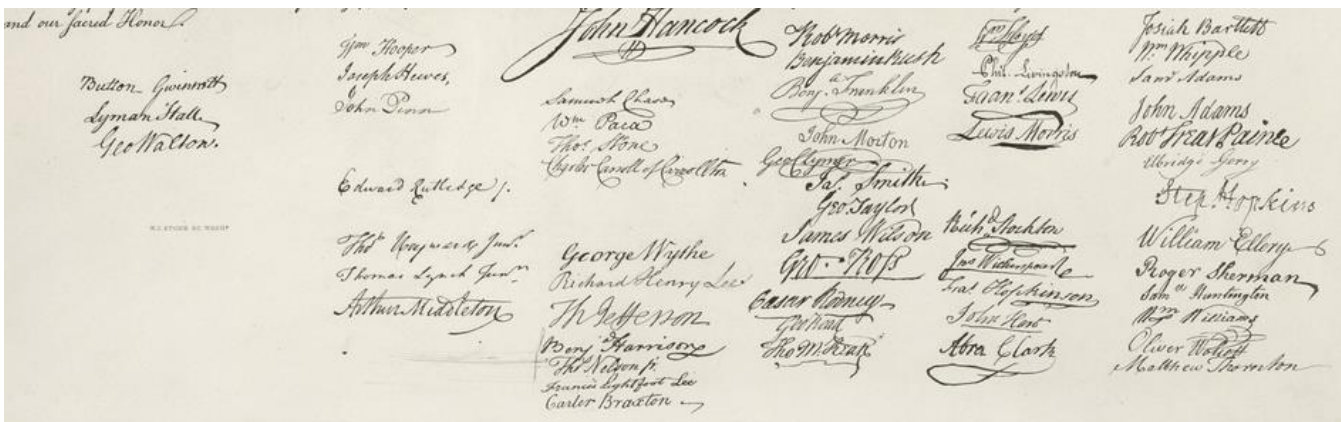 and our sacred Honor.
Button Gwinnett
Lyman Hall
Geo Walton.
W.J. STONE SC. WASHN
Wm Hooper
Joseph Hewes,
John Penn
Edward Rutledge /.
Thos Heyward Junr.
Thomas Lynch Junr.
Arthur Middleton
John Hancock
Samuel Chase
Wm Paca
Thos Stone
Charles Carroll of Carrollton
George Wythe
Richard Henry Lee
Th Jefferson
Benj Harrison
Thos Nelson jr.
Francis Lightfoot Lee
Carter Braxton
Robt Morris
Benjamin Rush
Benja Franklin
John Morton
Geo Clymer
Jas. Smith
Geo. Taylor
James Wilson
Geo. Ross
Caesar Rodney
Geo Read
Tho M:Kean
Wm Floyd
Phil. Livingston
Frans. Lewis
Lewis Morris
Richd Stockton
Jno Witherspoon
Fras. Hopkinson
John Hart
Abra Clark
Josiah Bartlett
Wm Whipple
Saml Adams
John Adams
Robt Treat Paine
Elbridge Gerry
Step. Hopkins
William Ellery
Roger Sherman
Saml Huntington
Wm Williams
Oliver Wolcott
Matthew Thornton